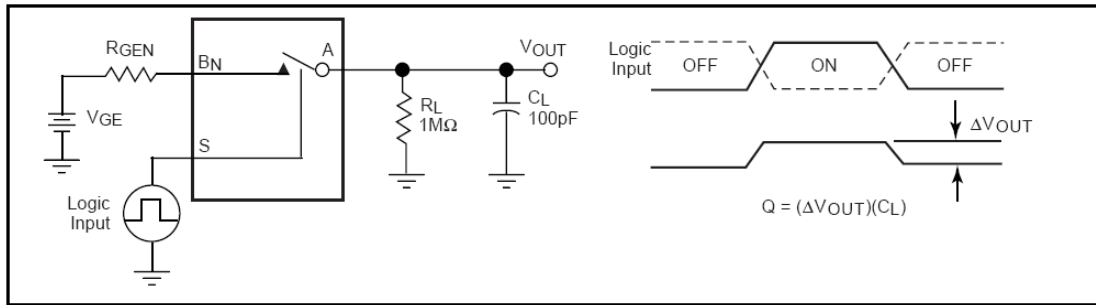 RGEN
BN
A
VOUT
VGE
S
RL
1MΩ
CL
100pF
Logic
Input
Logic
Input
OFF
ON
OFF
ΔVOUT
Q = (ΔVOUT)(CL)